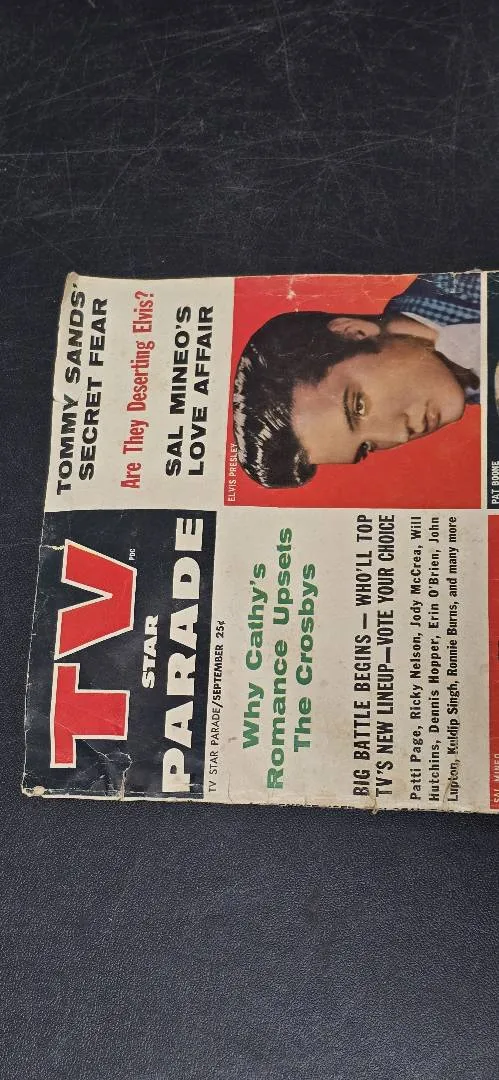 TV
PDC
STAR
PARADE
TV STAR PARADE/SEPTEMBER 25¢
TOMMY SANDS'
SECRET FEAR
Are They Deserting Elvis?
SAL MINEO'S
LOVE AFFAIR
Why Cathy's
Romance Upsets
The Crosbys
BIG BATTLE BEGINS — WHO'LL TOP
TV'S NEW LINEUP—VOTE YOUR CHOICE
Patti Page, Ricky Nelson, Jody McCrea, Will
Hutchins, Dennis Hopper, Erin O'Brien, John
Lupton, Kuldip Singh, Ronnie Burns, and many more
ELVIS PRESLEY
SAL MINEO
PAT BOONE